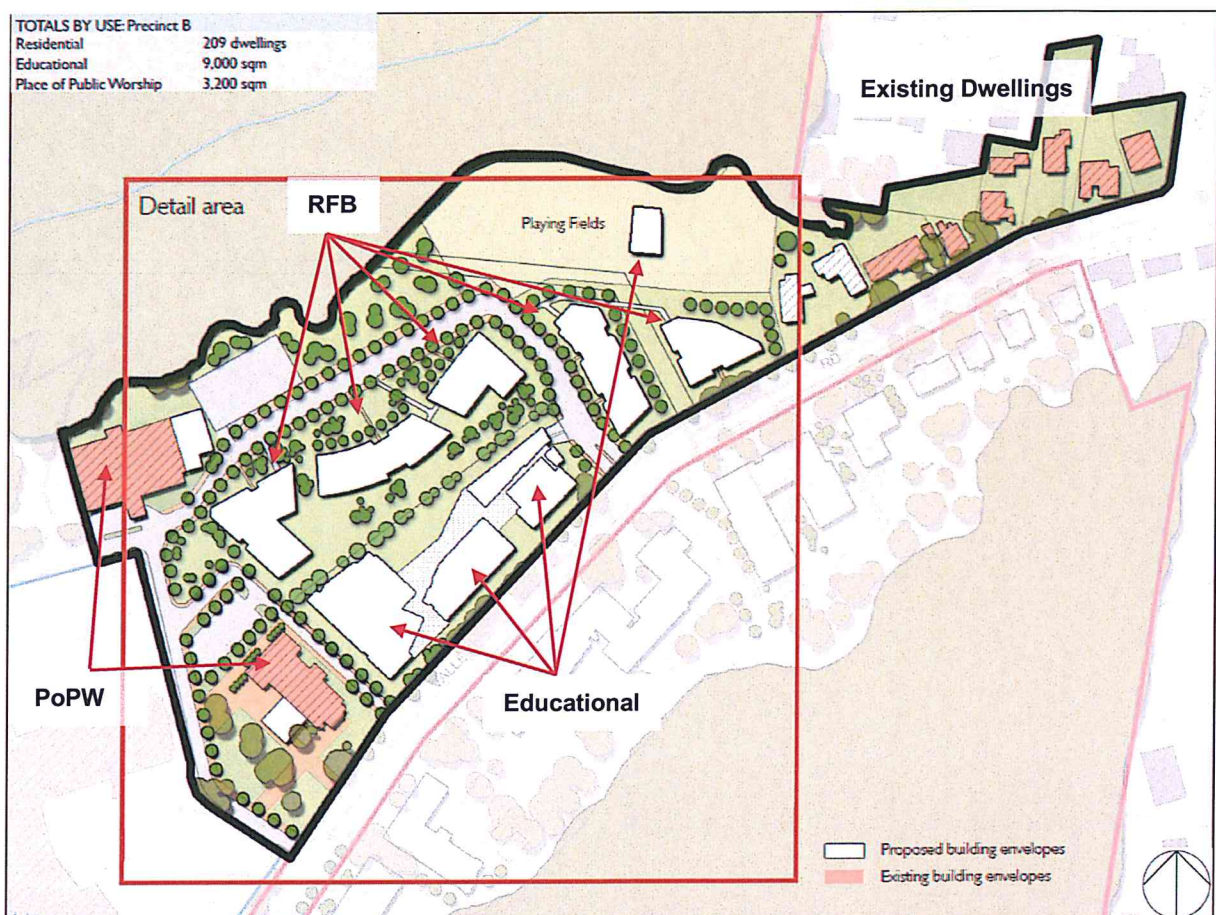 TOTALS BY USE: Precinct B
Residential 209 dwellings
Educational 9,000 sqm
Place of Public Worship 3,200 sqm
Existing Dwellings
Detail area
RFB
Playing Fields
PoPW
Educational
Proposed building envelopes
Existing building envelopes